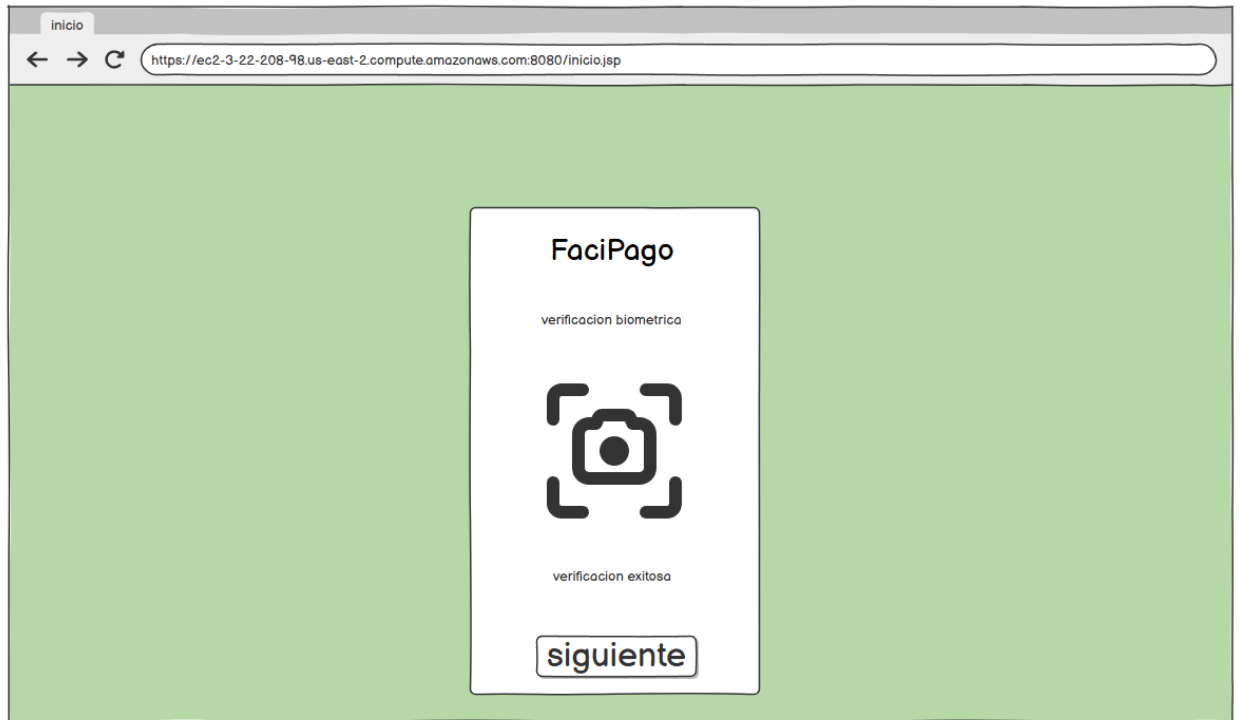 inicio
https://ec2-3-22-208-98.us-east-2.compute.amazonaws.com:8080/inicio.jsp
FaciPago
verificacion biometrica
verificacion exitosa
siguiente